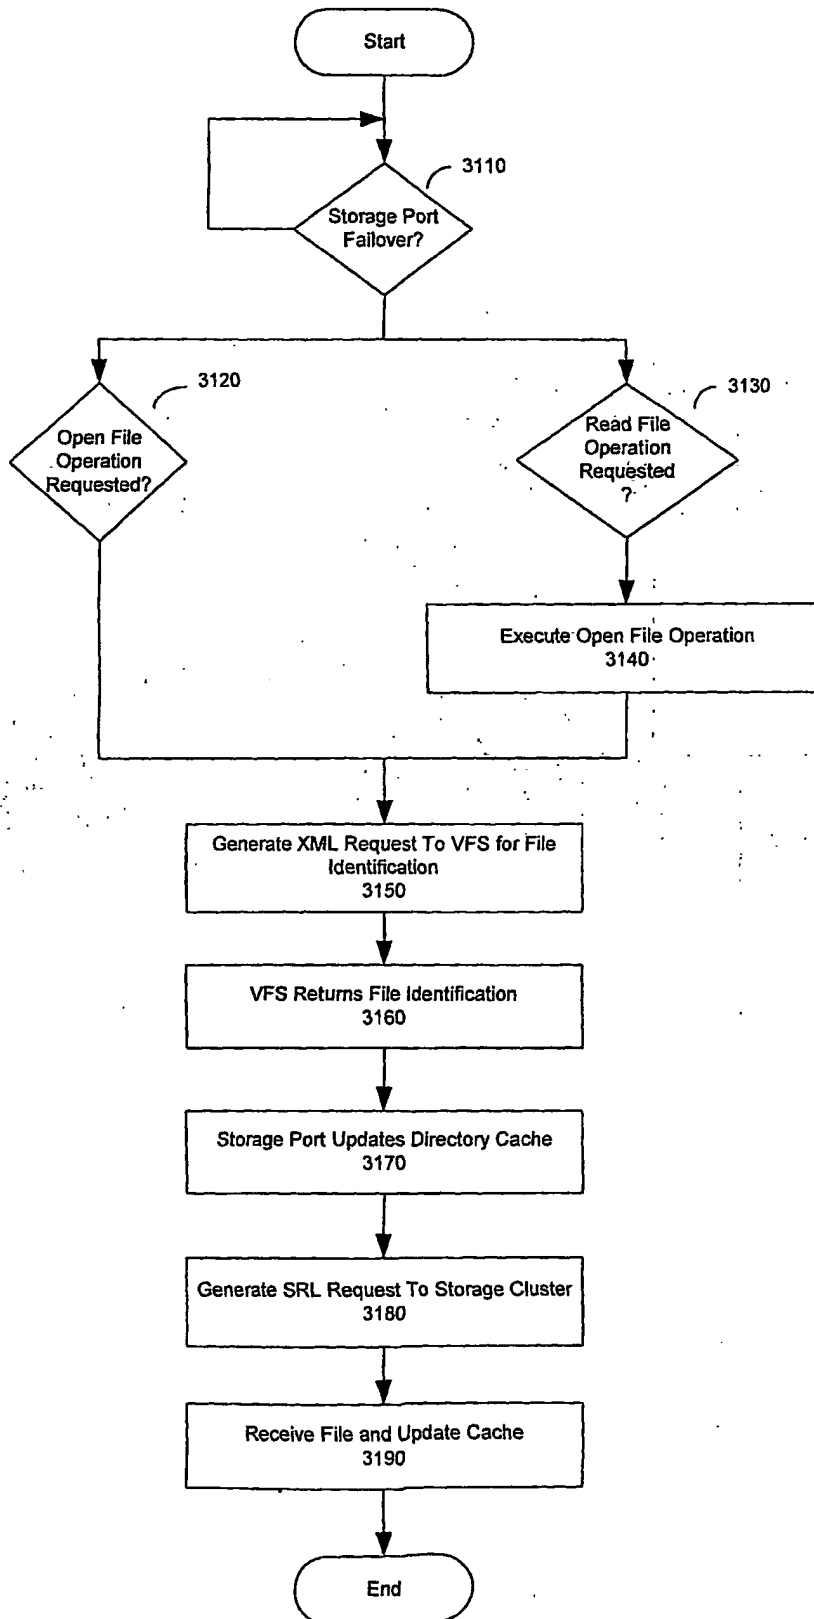 Start
3110
Storage Port
Failover?
3120
Open File
Operation
Requested?
3130
Read File
Operation
Requested
?
Execute Open File Operation
3140
Generate XML Request To VFS for File
Identification
3150
VFS Returns File Identification
3160
Storage Port Updates Directory Cache
3170
Generate SRL Request To Storage Cluster
3180
Receive File and Update Cache
3190
End